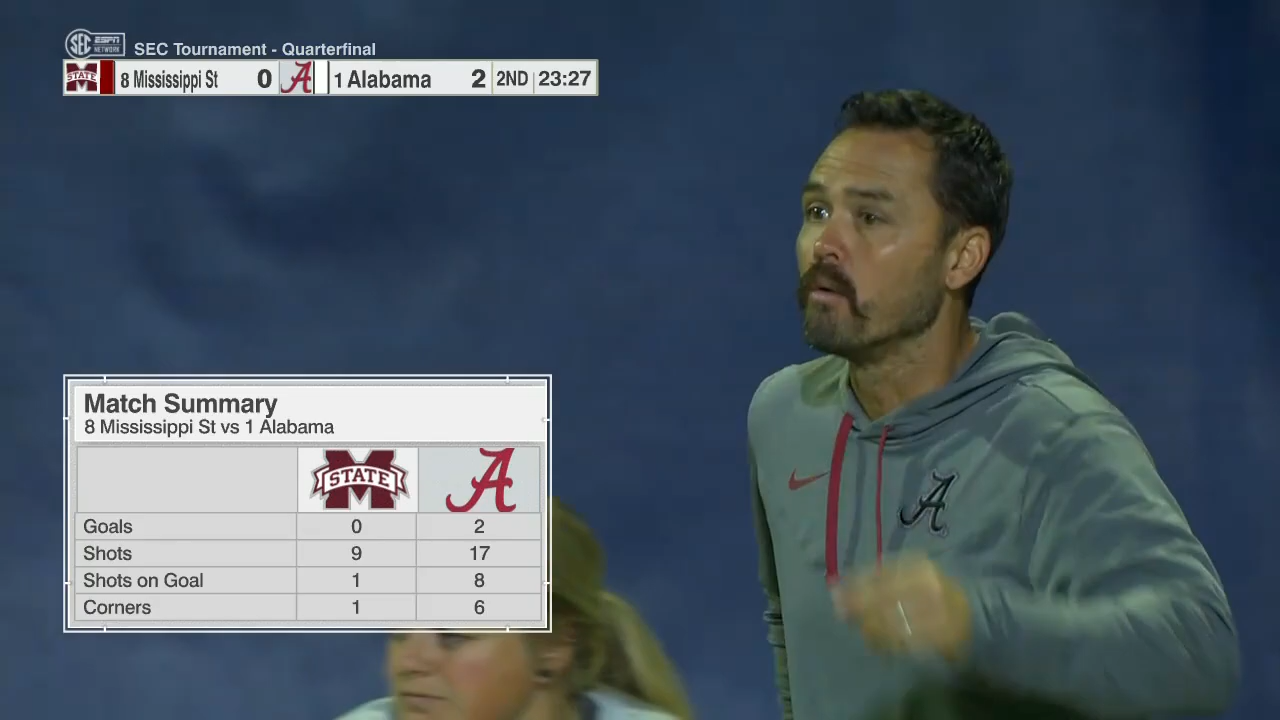 SEC ESPN NETWORK
SEC Tournament - Quarterfinal
STATE 8 Mississippi St 0 A 1 Alabama 2 2ND 23:27
Match Summary
8 Mississippi St vs 1 Alabama
STATE A
Goals 0 2
Shots 9 17
Shots on Goal 1 8
Corners 1 6
A